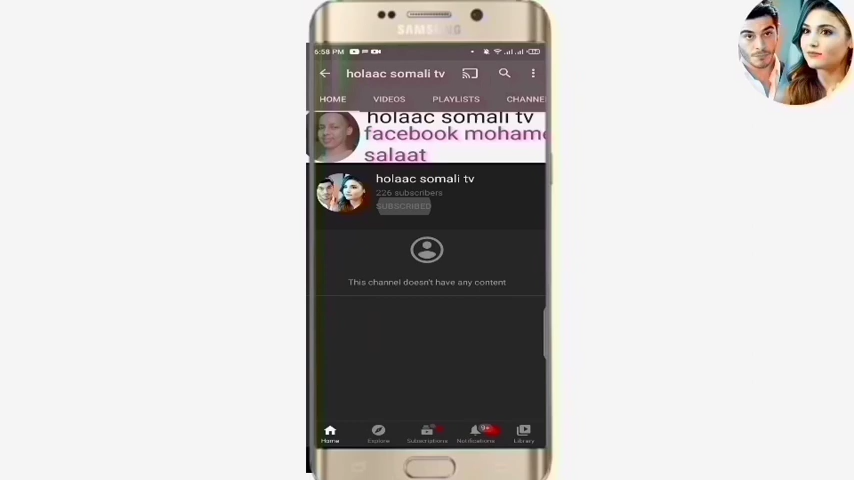 SAMSUNG
6:58 PM
holaac somali tv
HOME VIDEOS PLAYLISTS CHANNE
holaac somali tv
facebook mohame
salaat
holaac somali tv
226 subscribers
SUBSCRIBED
This channel doesn't have any content
9+
Home Explore Subscriptions Notifications Library